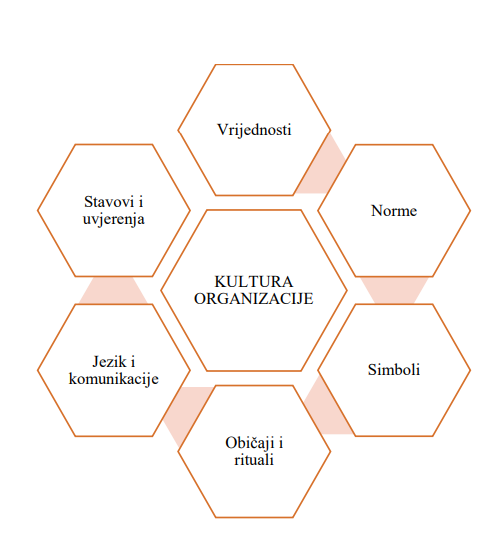 Vrijednosti
Norme
Simboli
Običaji i
rituali
Jezik i
komunikacije
Stavovi i
uvjerenja
KULTURA
ORGANIZACIJE